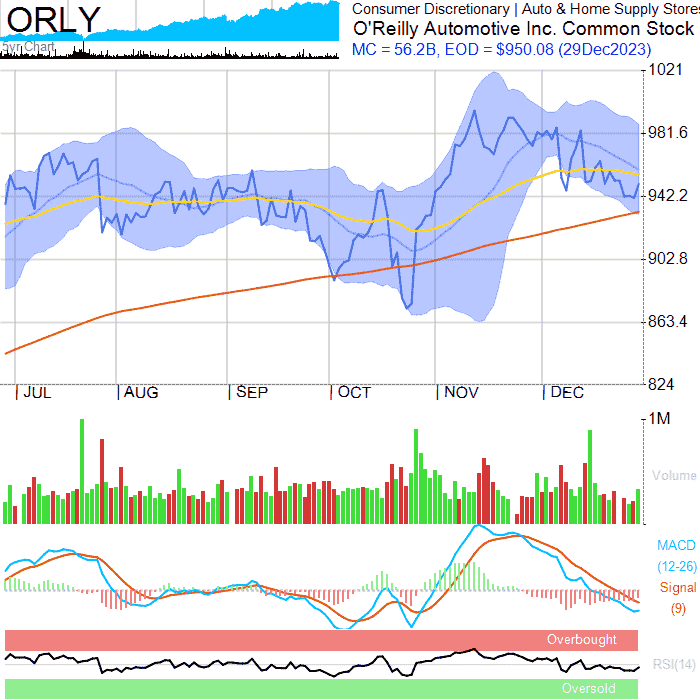 ORLY
5yr Chart
Consumer Discretionary | Auto & Home Supply Stores
O'Reilly Automotive Inc. Common Stock
MC = 56.2B, EOD = $950.08 (29Dec2023)
1021
981.6
942.2
902.8
863.4
824
| JUL | AUG | SEP | OCT | NOV | DEC
1M
Volume
MACD
(12-26)
Signal
(9)
Overbought
RSI(14)
Oversold